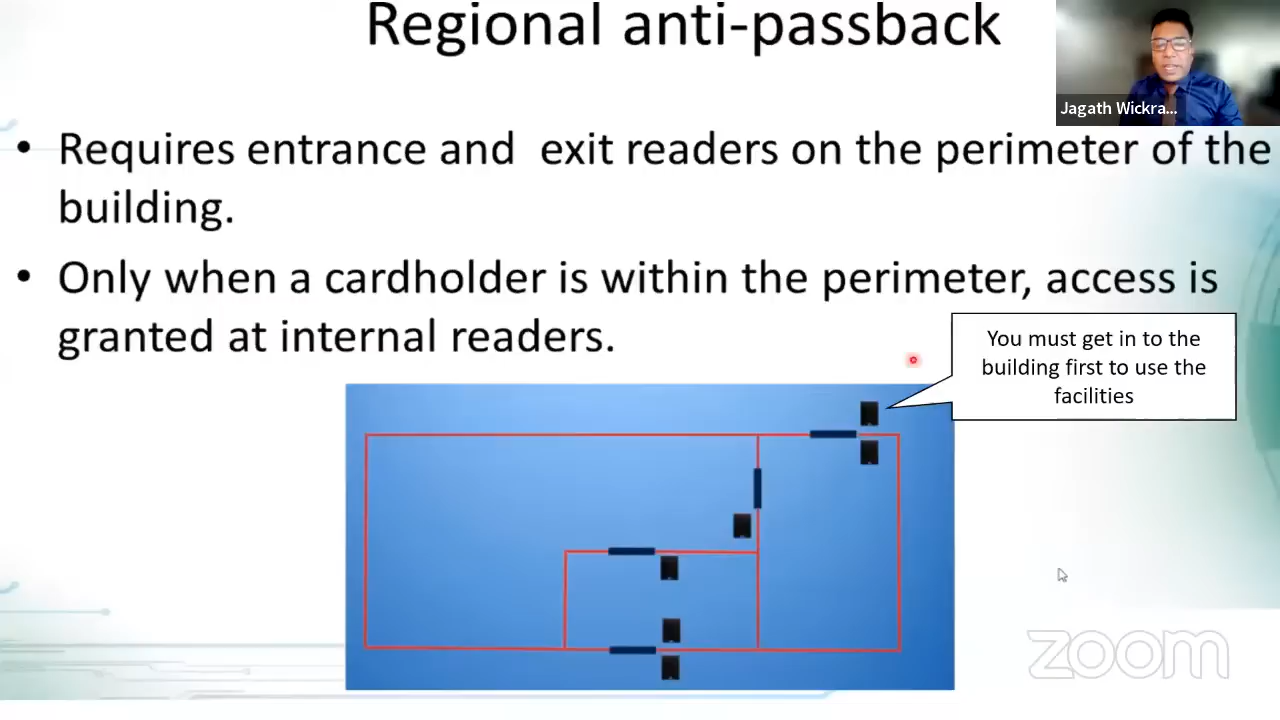 Regional anti-passback
Jagath Wickra...
• Requires entrance and exit readers on the perimeter of the
building.
• Only when a cardholder is within the perimeter, access is
granted at internal readers.
You must get in to the
building first to use the
facilities
zoom